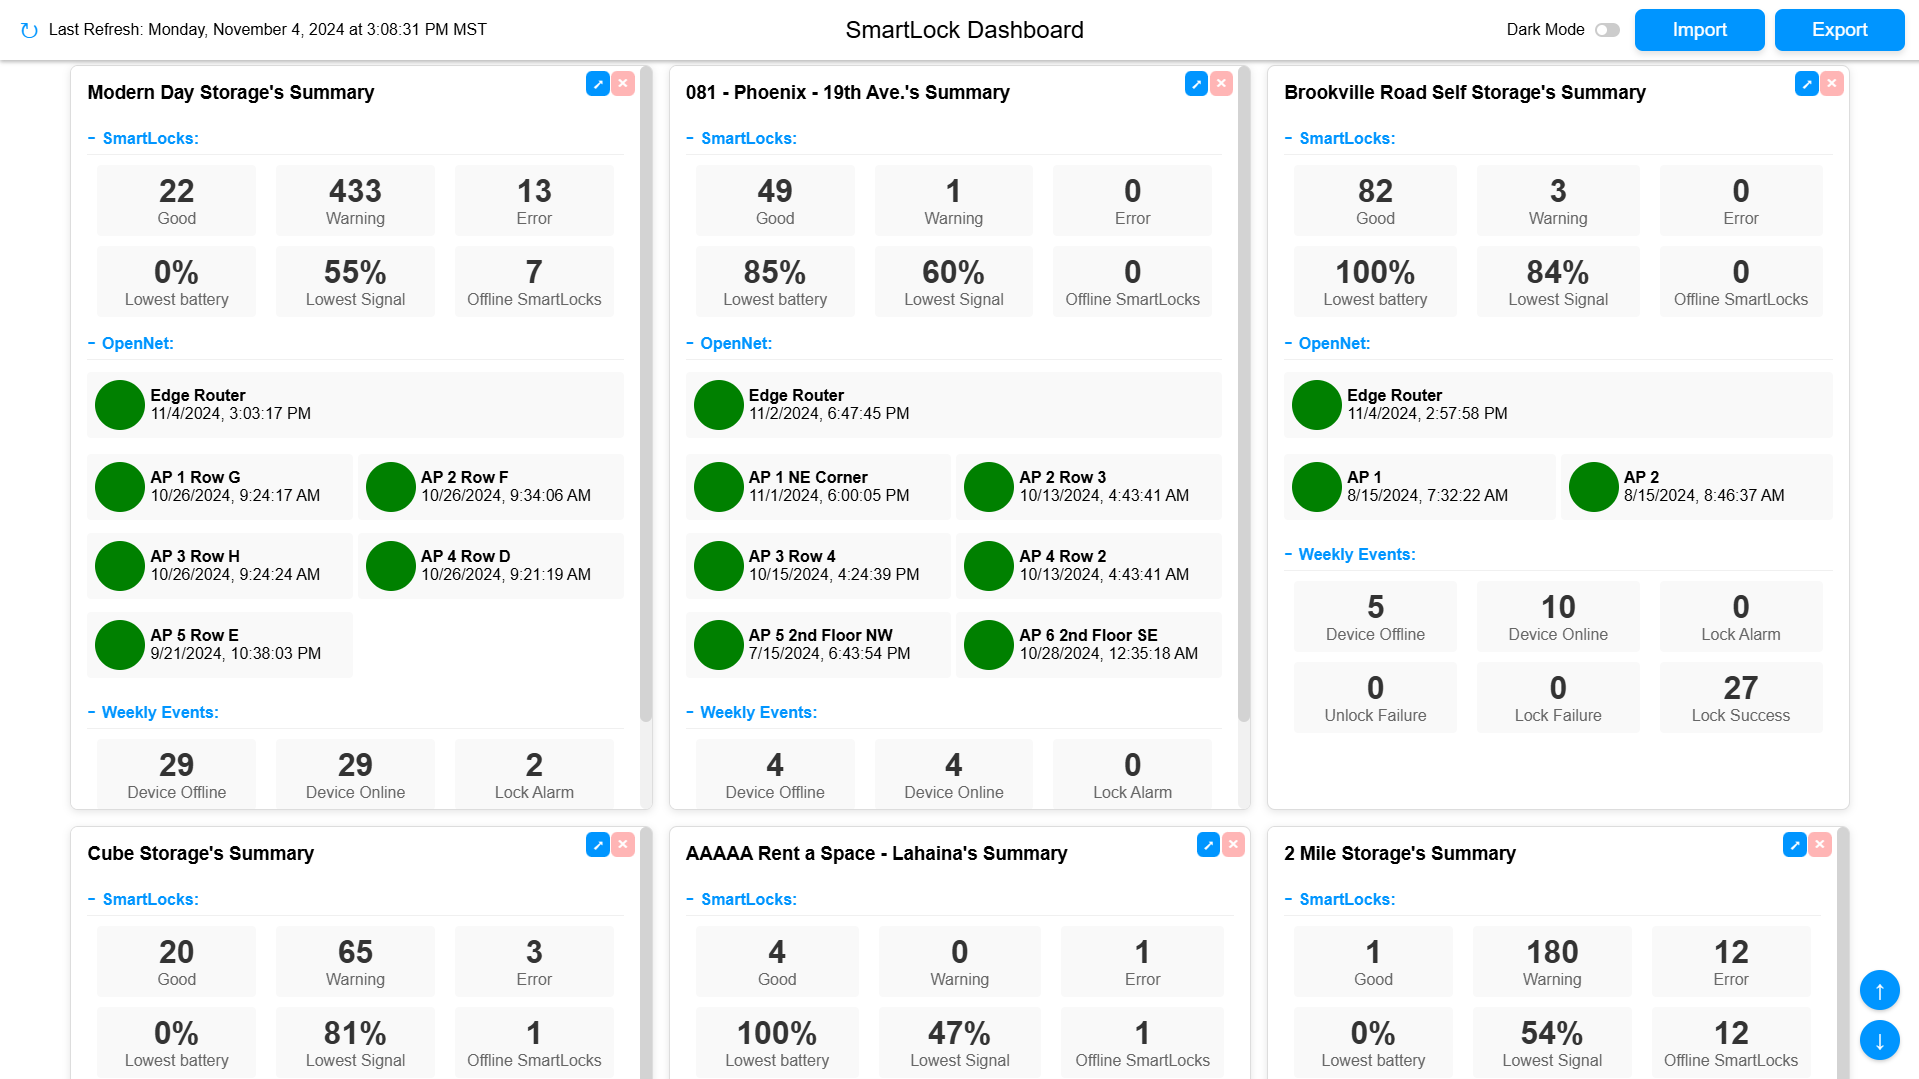 ↻ Last Refresh: Monday, November 4, 2024 at 3:08:31 PM MST
SmartLock Dashboard
Dark Mode
Import
Export
Modern Day Storage's Summary
− SmartLocks:
22 433 13
Good Warning Error
0% 55% 7
Lowest battery Lowest Signal Offline SmartLocks
− OpenNet:
Edge Router
11/4/2024, 3:03:17 PM
AP 1 Row G
10/26/2024, 9:24:17 AM
AP 2 Row F
10/26/2024, 9:34:06 AM
AP 3 Row H
10/26/2024, 9:24:24 AM
AP 4 Row D
10/26/2024, 9:21:19 AM
AP 5 Row E
9/21/2024, 10:38:03 PM
− Weekly Events:
29 29 2
Device Offline Device Online Lock Alarm
081 - Phoenix - 19th Ave.'s Summary
− SmartLocks:
49 1 0
Good Warning Error
85% 60% 0
Lowest battery Lowest Signal Offline SmartLocks
− OpenNet:
Edge Router
11/2/2024, 6:47:45 PM
AP 1 NE Corner
11/1/2024, 6:00:05 PM
AP 2 Row 3
10/13/2024, 4:43:41 AM
AP 3 Row 4
10/15/2024, 4:24:39 PM
AP 4 Row 2
10/13/2024, 4:43:41 AM
AP 5 2nd Floor NW
7/15/2024, 6:43:54 PM
AP 6 2nd Floor SE
10/28/2024, 12:35:18 AM
− Weekly Events:
4 4 0
Device Offline Device Online Lock Alarm
Brookville Road Self Storage's Summary
− SmartLocks:
82 3 0
Good Warning Error
100% 84% 0
Lowest battery Lowest Signal Offline SmartLocks
− OpenNet:
Edge Router
11/4/2024, 2:57:58 PM
AP 1
8/15/2024, 7:32:22 AM
AP 2
8/15/2024, 8:46:37 AM
− Weekly Events:
5 10 0
Device Offline Device Online Lock Alarm
0 0 27
Unlock Failure Lock Failure Lock Success
Cube Storage's Summary
− SmartLocks:
20 65 3
Good Warning Error
0% 81% 1
Lowest battery Lowest Signal Offline SmartLocks
AAAAA Rent a Space - Lahaina's Summary
− SmartLocks:
4 0 1
Good Warning Error
100% 47% 1
Lowest battery Lowest Signal Offline SmartLocks
2 Mile Storage's Summary
− SmartLocks:
1 180 12
Good Warning Error
0% 54% 12
Lowest battery Lowest Signal Offline SmartLocks
↑
↓